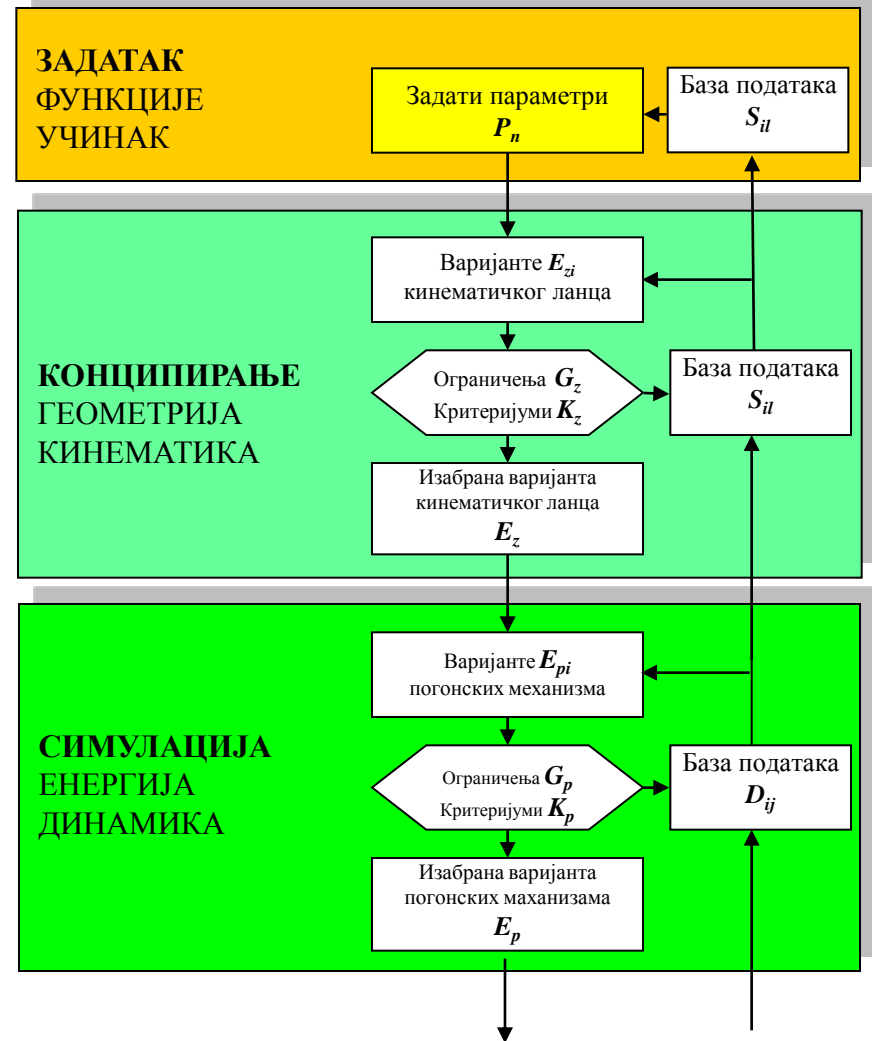 ЗАДАТАК
ФУНКЦИЈЕ
УЧИНАК
Задати параметри
Pn
База података
Sil
КОНЦИПИРАЊЕ
ГЕОМЕТРИЈА
КИНЕМАТИКА
Варијанте Ezi
кинематичког ланца
Ограничења Gz
Критеријуми Kz
База података
Sil
Изабрана варијанта
кинематичког ланца
Ez
СИМУЛАЦИЈА
ЕНЕРГИЈА
ДИНАМИКА
Варијанте Epi
погонских механизма
Ограничења Gp
Критеријуми Kp
База података
Dij
Изабрана варијанта
погонских маханизама
Ep